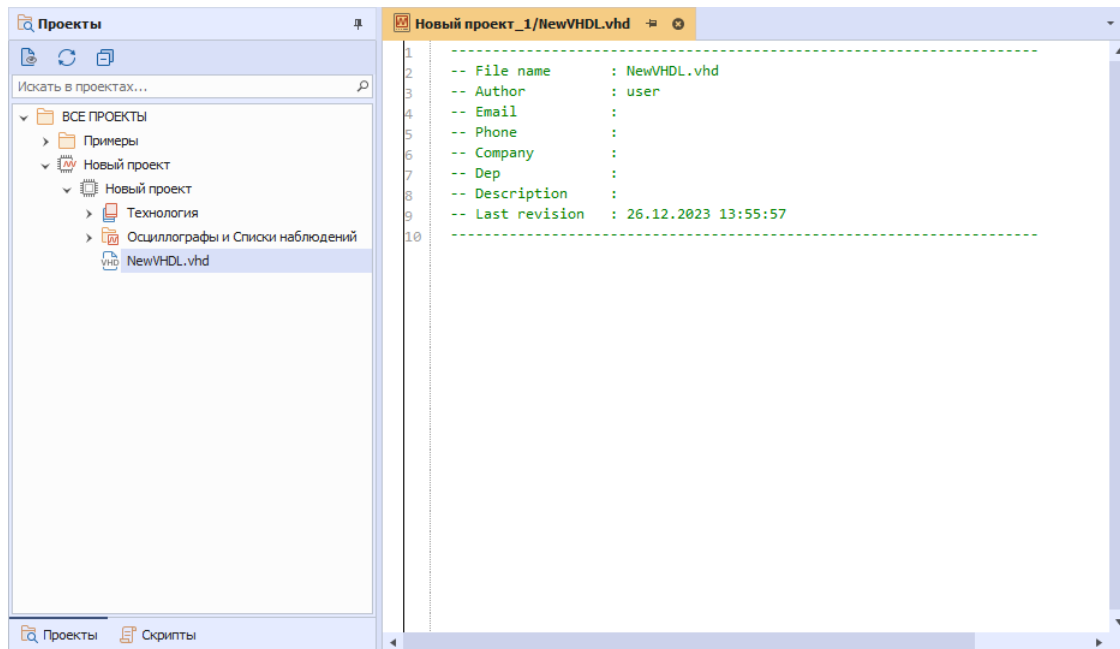 Проекты
Искать в проектах...
ВСЕ ПРОЕКТЫ
Примеры
Новый проект
Новый проект
Технология
Осциллографы и Списки наблюдений
VHD NewVHDL.vhd
Проекты Скрипты
Новый проект_1/NewVHDL.vhd
1 ------------------------------------------------------------------------
2 -- File name : NewVHDL.vhd
3 -- Author : user
4 -- Email :
5 -- Phone :
6 -- Company :
7 -- Dep :
8 -- Description :
9 -- Last revision : 26.12.2023 13:55:57
10 ------------------------------------------------------------------------